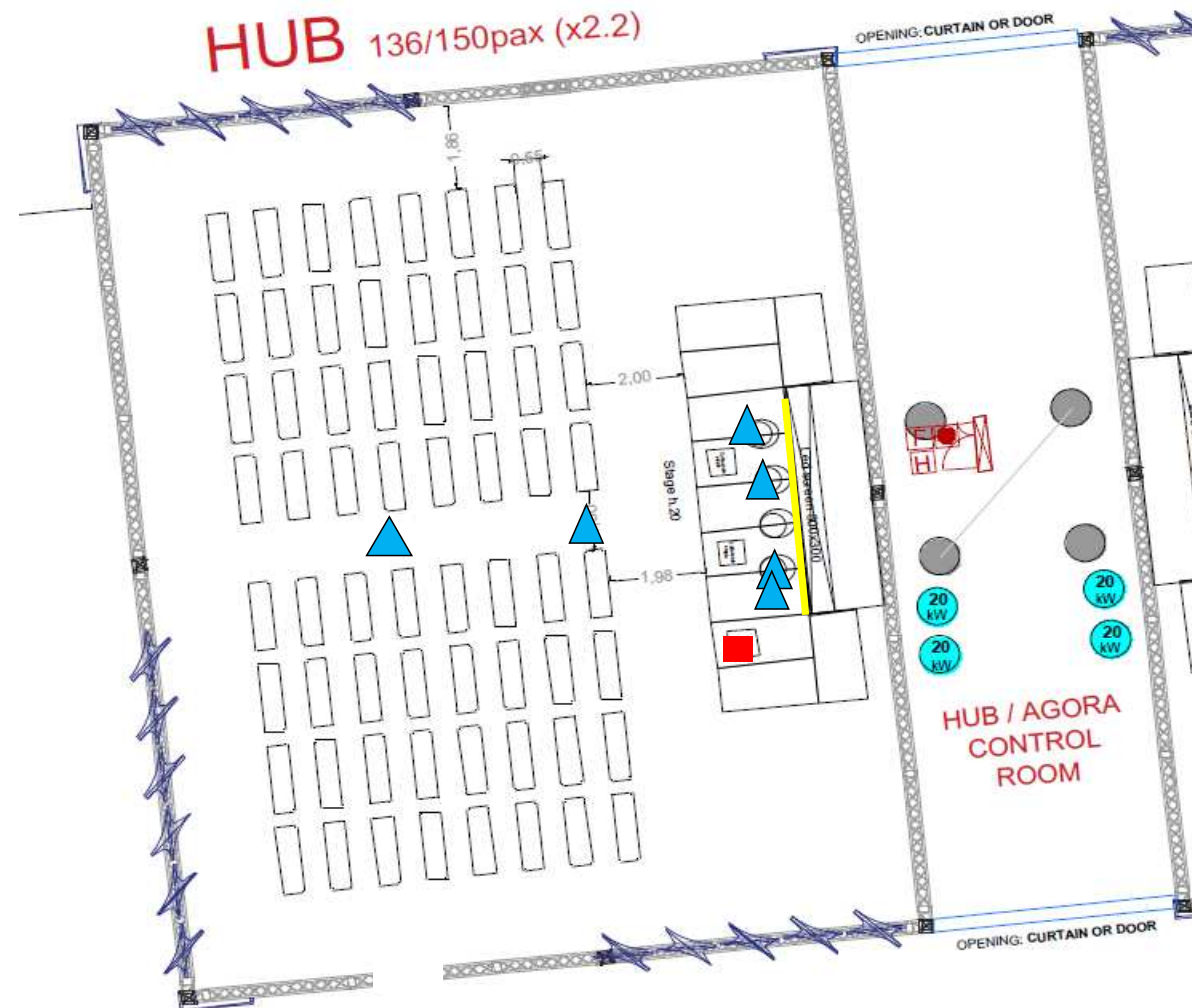 HUB 136/150pax (x2.2)
OPENING: CURTAIN OR DOOR
1,86
0,55
2,00
Stage h.20
1,98
F
H
20
kW
20
kW
20
kW
20
kW
HUB / AGORA
CONTROL
ROOM
OPENING: CURTAIN OR DOOR